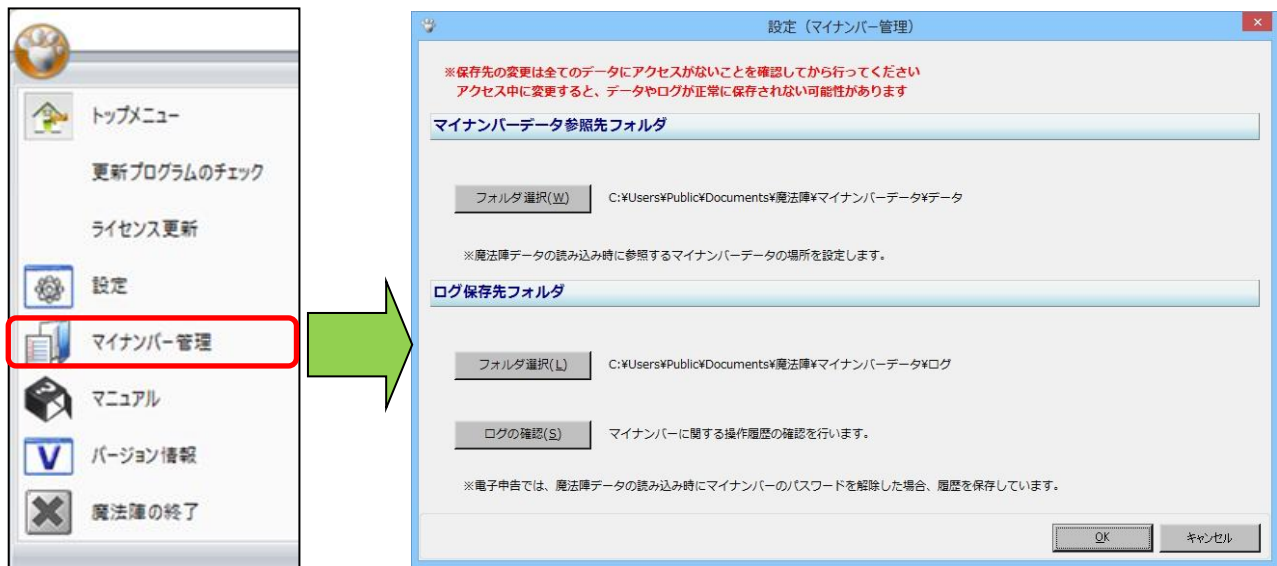 トップメニュー
更新プログラムのチェック
ライセンス更新
設定
マイナンバー管理
マニュアル
V
バージョン情報
魔法陣の終了
設定（マイナンバー管理）
※保存先の変更は全てのデータにアクセスがないことを確認してから行ってください
アクセス中に変更すると、データやログが正常に保存されない可能性があります
マイナンバーデータ参照先フォルダ
フォルダ選択(W) C:¥Users¥Public¥Documents¥魔法陣¥マイナンバーデータ¥データ
※魔法陣データの読み込み時に参照するマイナンバーデータの場所を設定します。
ログ保存先フォルダ
フォルダ選択(L) C:¥Users¥Public¥Documents¥魔法陣¥マイナンバーデータ¥ログ
ログの確認(S) マイナンバーに関する操作履歴の確認を行います。
※電子申告では、魔法陣データの読み込み時にマイナンバーのパスワードを解除した場合、履歴を保存しています。
OK キャンセル